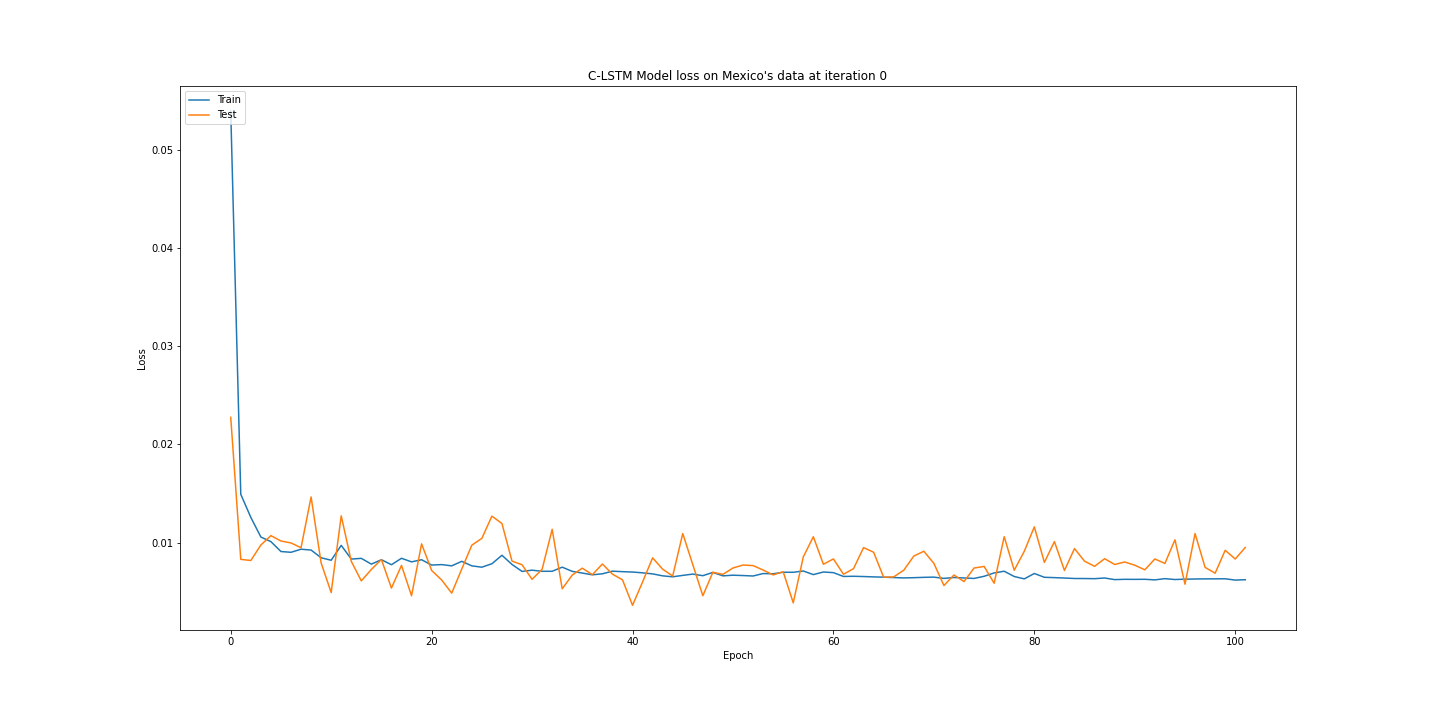 C-LSTM Model loss on Mexico's data at iteration 0
Train
Test
0.05
0.04
0.03
0.02
0.01
Loss
0 20 40 60 80 100
Epoch